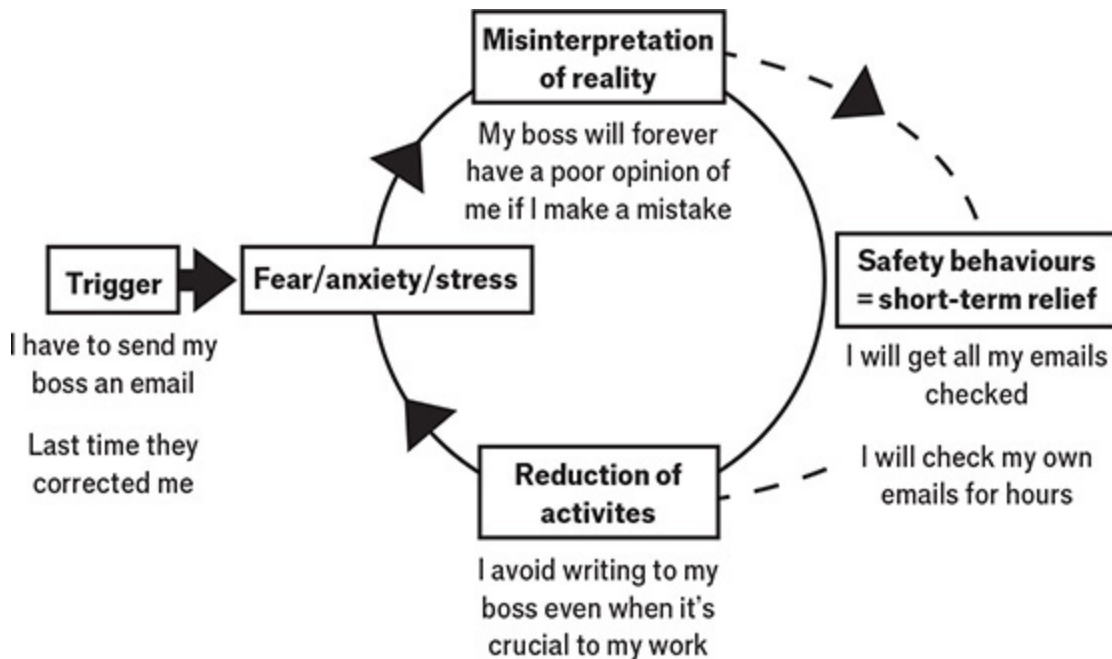 Misinterpretation
of reality
My boss will forever
have a poor opinion of
me if I make a mistake
Trigger
I have to send my
boss an email
Last time they
corrected me
Fear/anxiety/stress
Safety behaviours
= short-term relief
I will get all my emails
checked
I will check my own
emails for hours
Reduction of
activites
I avoid writing to my
boss even when it's
crucial to my work